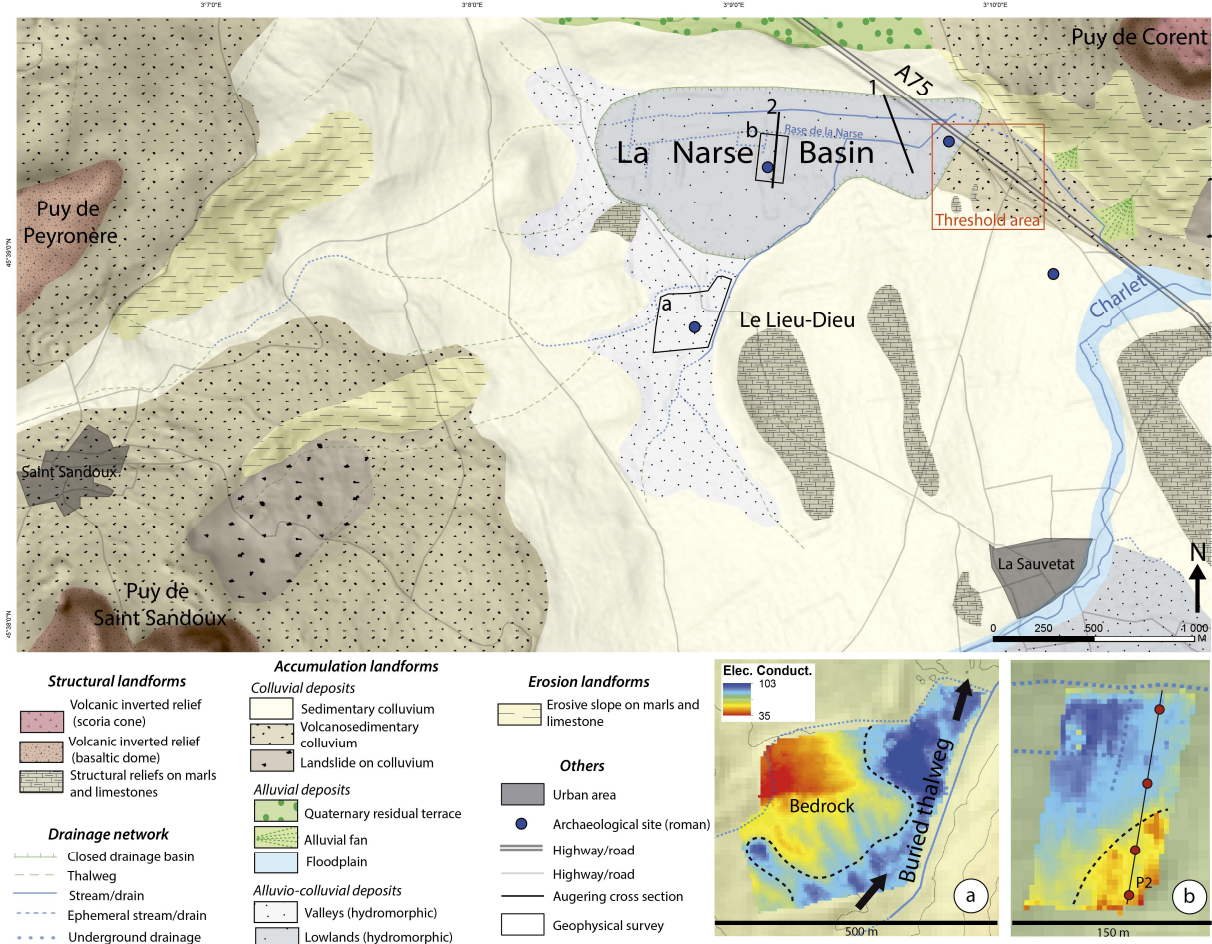 3°7'0"E
3°8'0"E
3°9'0"E
3°10'0"E
Puy de Corent
A75
1
2
b
Rase de la Narse
La Narse Basin
Puy de
Peyronère
Threshold area
45°39'0"N
a
Charlet
Le Lieu-Dieu
Saint Sandoux
La Sauvetat
N
Puy de
Saint Sandoux
45°38'0"N
0 250 500 1 000
M
Structural landforms
Volcanic inverted relief
(scoria cone)
Volcanic inverted relief
(basaltic dome)
Structural reliefs on marls
and limestones
Drainage network
Closed drainage basin
Thalweg
Stream/drain
Ephemeral stream/drain
Underground drainage
Accumulation landforms
Colluvial deposits
Sedimentary colluvium
Volcanosedimentary
colluvium
Landslide on colluvium
Alluvial deposits
Quaternary residual terrace
Alluvial fan
Floodplain
Alluvio-colluvial deposits
Valleys (hydromorphic)
Lowlands (hydromorphic)
Erosion landforms
Erosive slope on marls and
limestone
Others
Urban area
Archaeological site (roman)
Highway/road
Highway/road
Augering cross section
Geophysical survey
Elec. Conduct.
103
35
Bedrock
Buried thalweg
a
500 m
P2
b
150 m